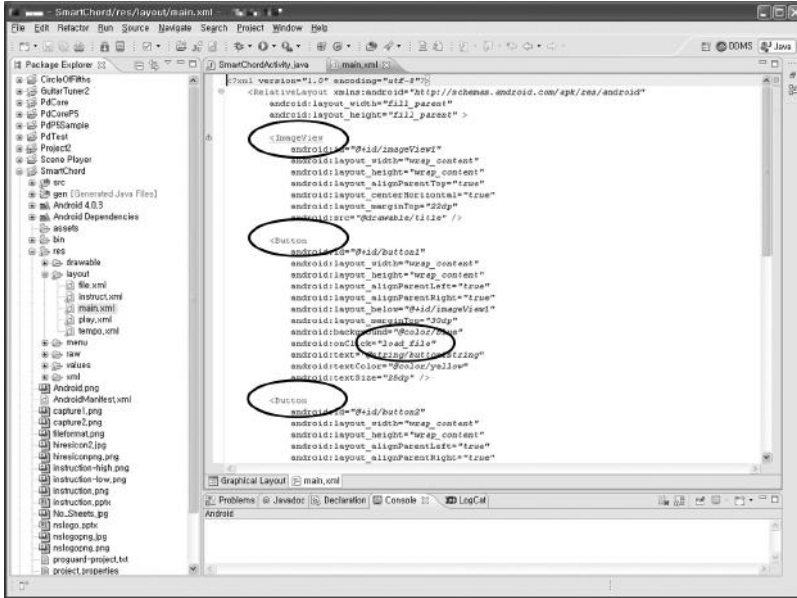 SmartChord/res/layout/main.xml -
File Edit Refactor Run Source Navigate Search Project Window Help
DDMS Java
Package Explorer
SmartChordActivity.java main.xml
CircleOfFifths
GuitarTuner2
PdCore
PdCoreP5
PdP5Sample
PdTest
Project2
Scene Player
SmartChord
src
gen [Generated Java Files]
Android 4.0.3
Android Dependencies
assets
bin
res
drawable
layout
file.xml
instruct.xml
main.xml
play.xml
tempo.xml
menu
raw
values
xml
Android.png
AndroidManifest.xml
capture1.png
capture2.png
fileformat.png
hiresicon2.jpg
hiresiconpng.png
instruction-high.png
instruction-low.png
instruction.png
instruction.pptx
No_Sheets.jpg
nslogo.pptx
nslogopng.jpg
nslogopng.png
proguard-project.txt
project.properties
<?xml version="1.0" encoding="utf-8"?>
<RelativeLayout xmlns:android="http://schemas.android.com/apk/res/android"
android:layout_width="fill_parent"
android:layout_height="fill_parent" >
<ImageView
android:id="@+id/imageView1"
android:layout_width="wrap_content"
android:layout_height="wrap_content"
android:layout_alignParentTop="true"
android:layout_centerHorizontal="true"
android:layout_marginTop="22dp"
android:src="@drawable/title" />
<Button
android:id="@+id/button1"
android:layout_width="wrap_content"
android:layout_height="wrap_content"
android:layout_alignParentLeft="true"
android:layout_alignParentRight="true"
android:layout_below="@+id/imageView1"
android:layout_marginTop="30dp"
android:background="@color/blue"
android:onClick="load_file"
android:text="@string/button1string"
android:textColor="@color/yellow"
android:textSize="25dp" />
<Button
android:id="@+id/button2"
android:layout_width="wrap_content"
android:layout_height="wrap_content"
android:layout_alignParentLeft="true"
android:layout_alignParentRight="true"
Graphical Layout main.xml
Problems Javadoc Declaration Console LogCat
Android